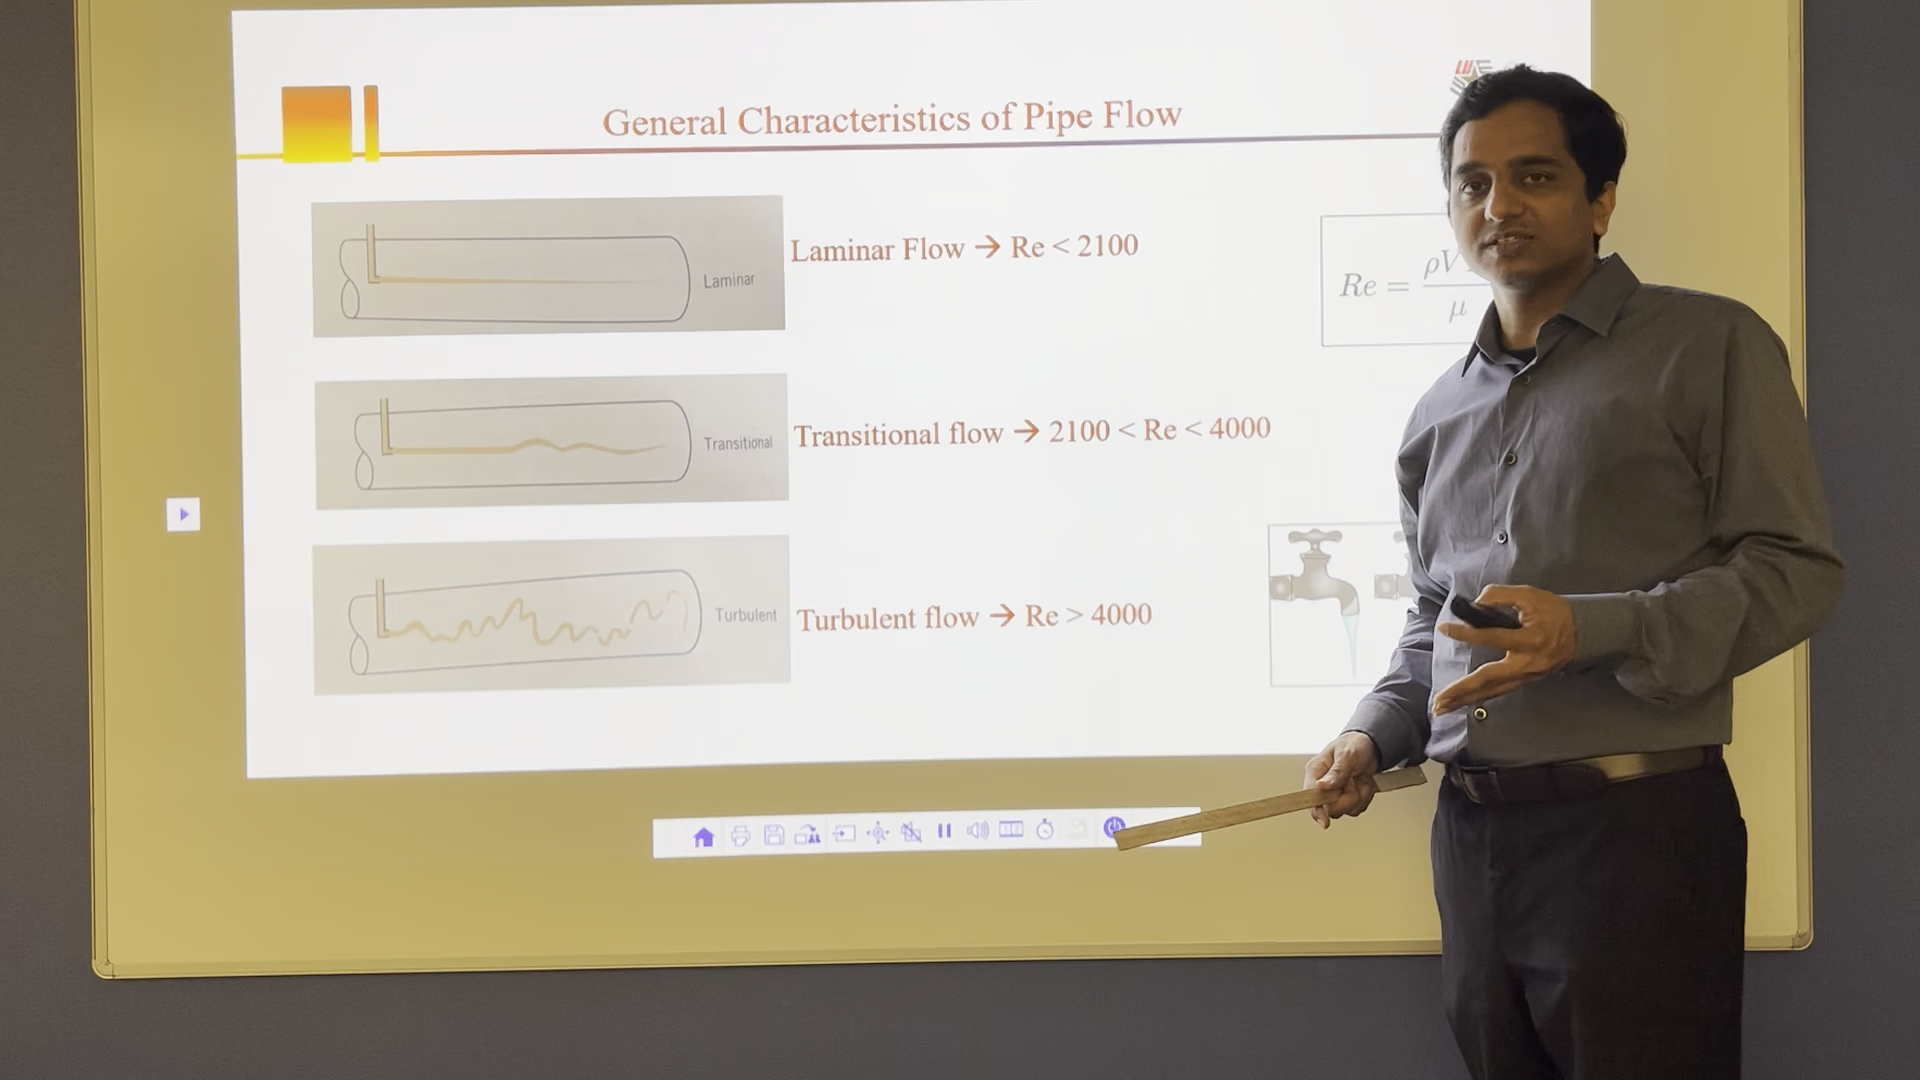 General Characteristics of Pipe Flow
Laminar
Laminar Flow → Re < 2100
Re = ρV
μ
Transitional
Transitional flow → 2100 < Re < 4000
Turbulent
Turbulent flow → Re > 4000